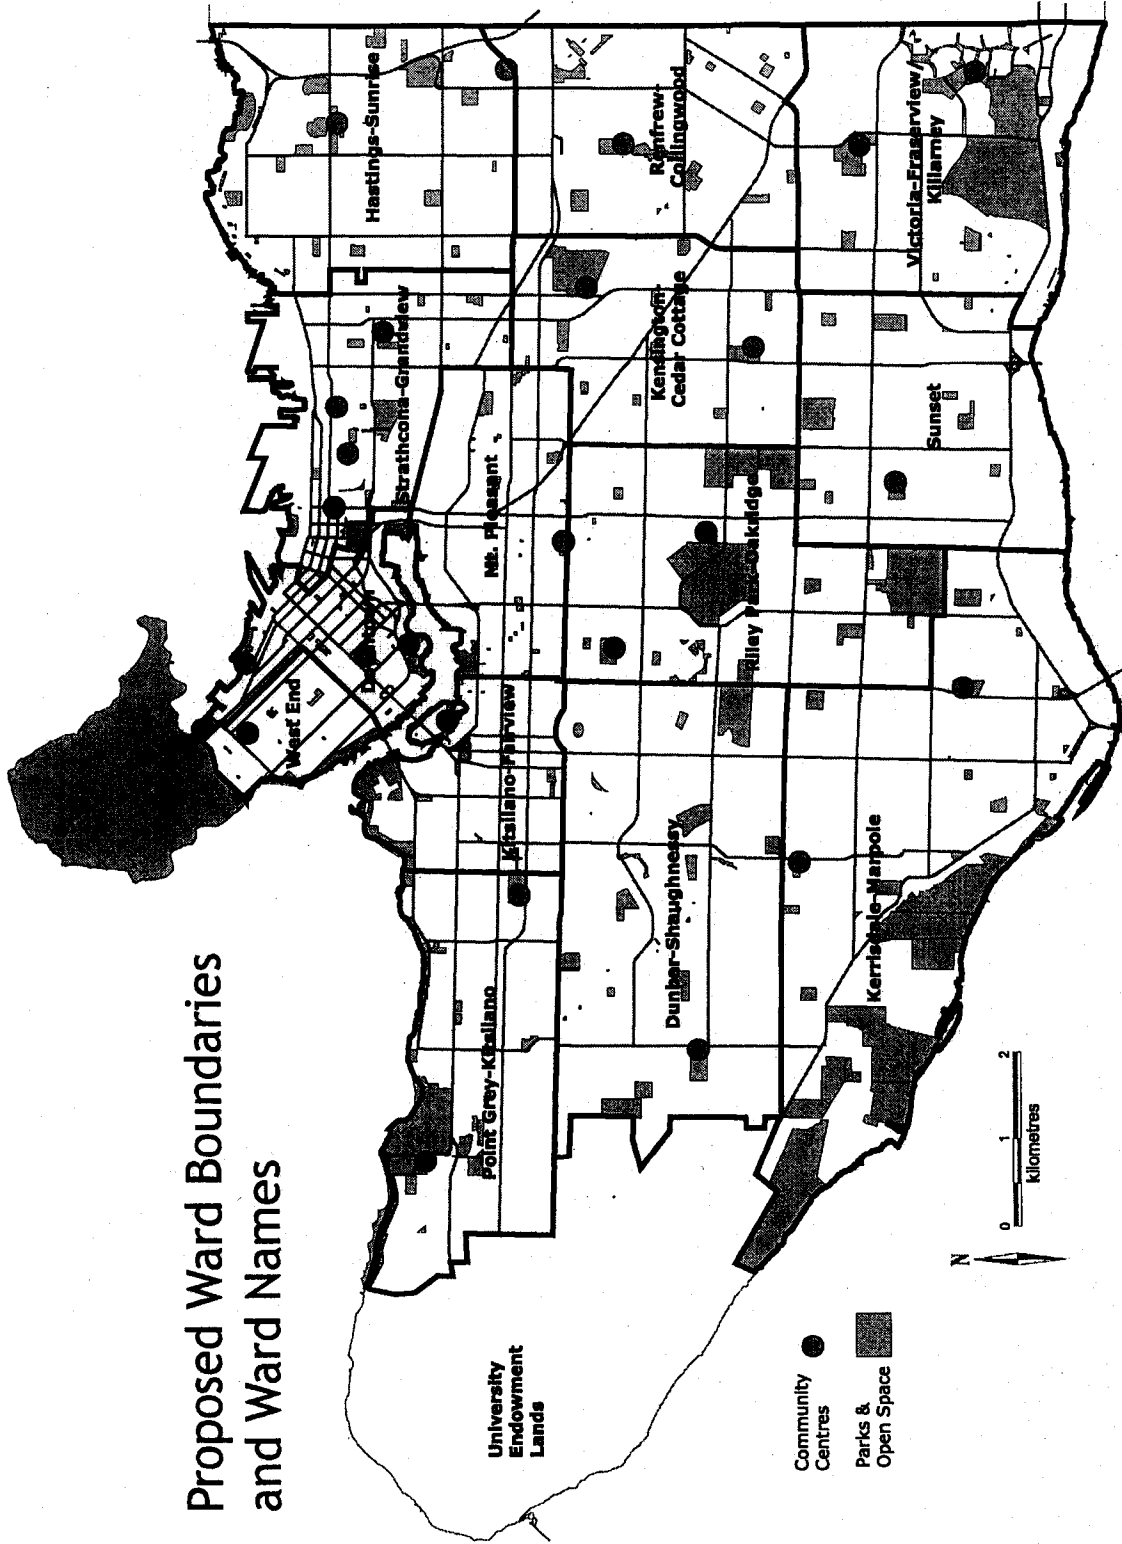 Proposed Ward Boundaries
and Ward Names
West End
Downtown
Strathcona-Grandview
Hastings-Sunrise
Point Grey-Kitsilano
Kitsilano-Fairview
Mt. Pleasant
University
Endowment
Lands
Dunbar-Shaughnessy
Riley Park-Oakridge
Kensington-
Cedar Cottage
Renfrew-
Collingwood
Kerrisdale-Marpole
Sunset
Victoria-Fraserview/
Killarney
Community
Centres
Parks &
Open Space
N
0 1 2
kilometres